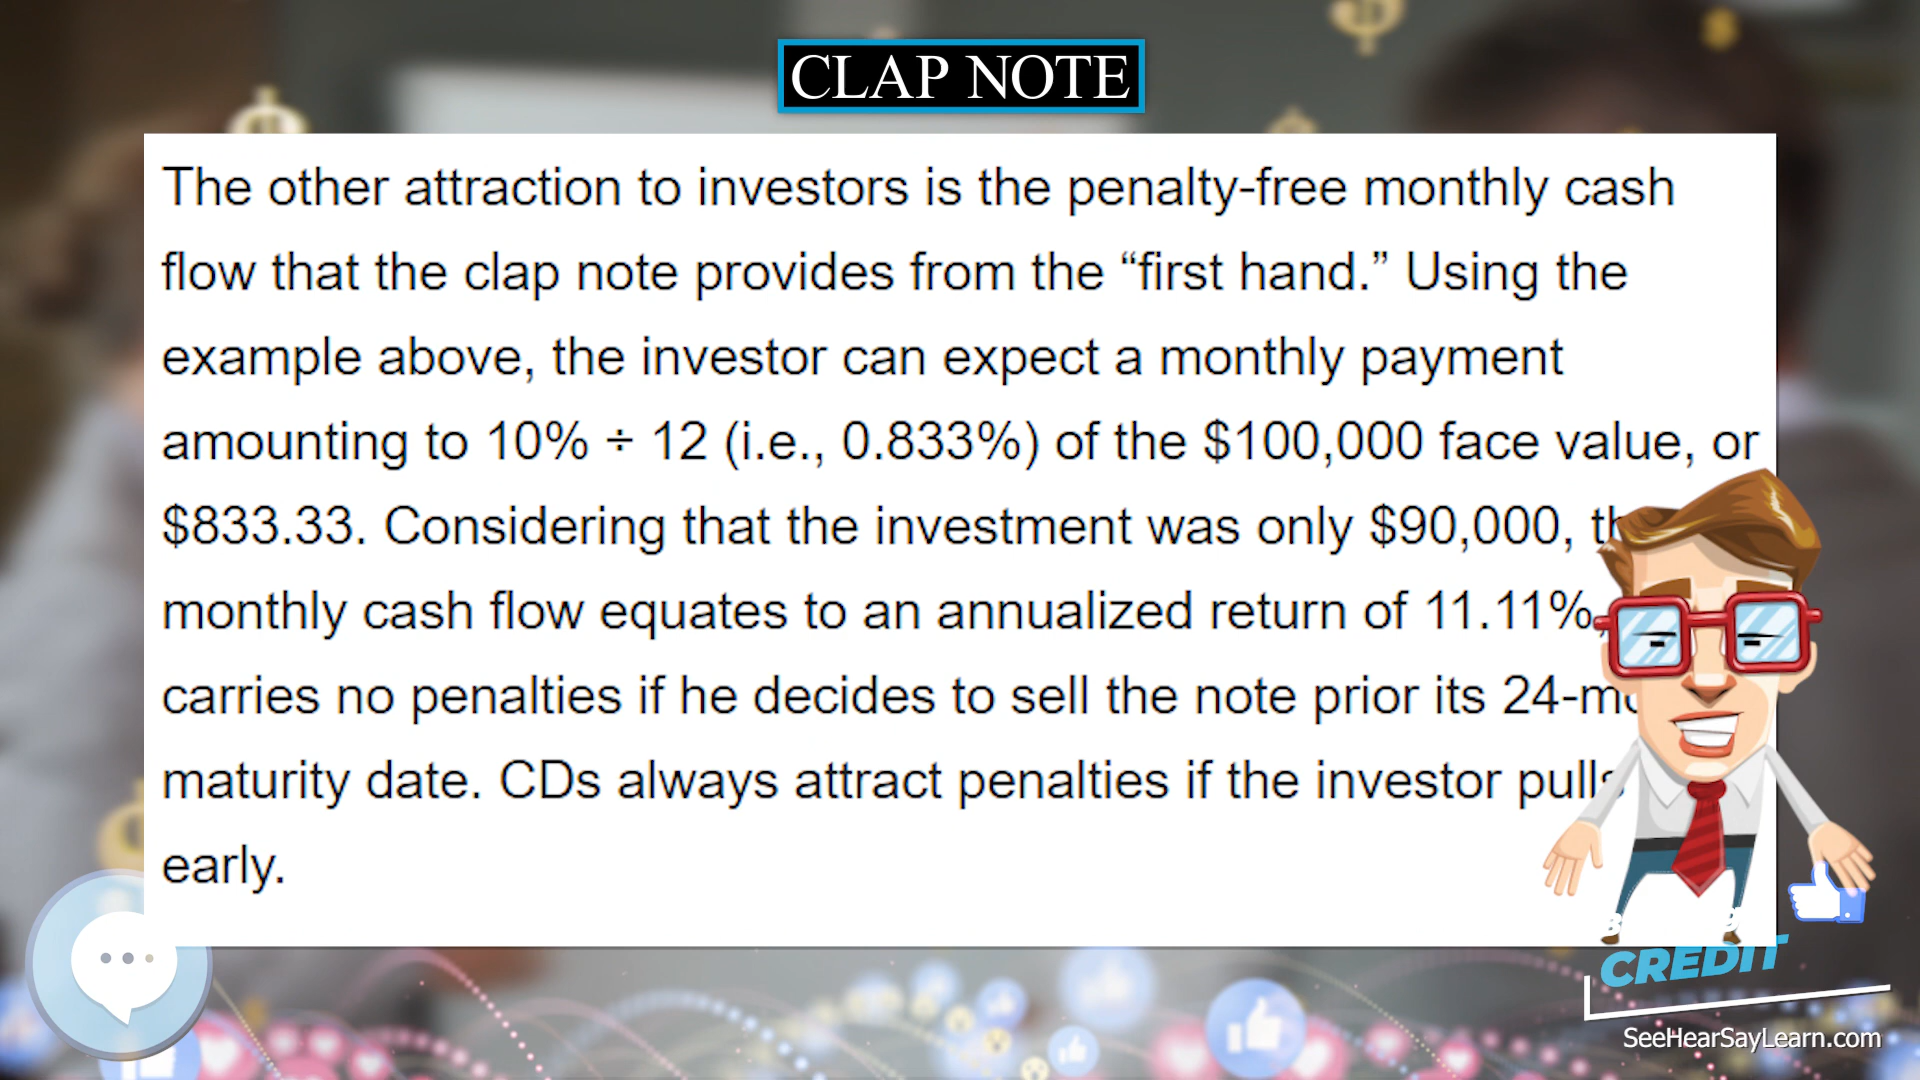 CLAP NOTE
The other attraction to investors is the penalty-free monthly cash
flow that the clap note provides from the “first hand.” Using the
example above, the investor can expect a monthly payment
amounting to 10% ÷ 12 (i.e., 0.833%) of the $100,000 face value, or
$833.33. Considering that the investment was only $90,000,
monthly cash flow equates to an annualized return of 11.11%,
carries no penalties if he decides to sell the note prior its 24-
maturity date. CDs always attract penalties if the investor pulls
early.
CREDIT
SeeHearSayLearn.com